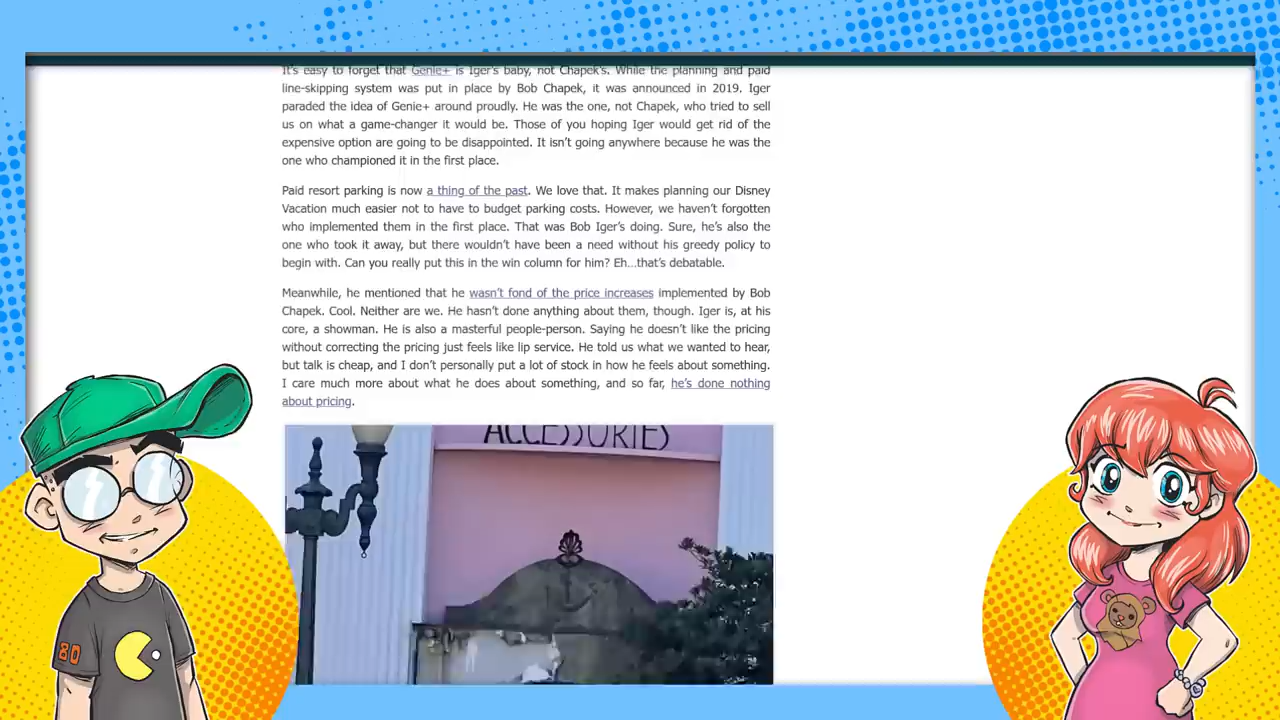 It's easy to forget that Genie+ is Iger's baby, not Chapek's. While the planning and paid
line-skipping system was put in place by Bob Chapek, it was announced in 2019. Iger
paraded the idea of Genie+ around proudly. He was the one, not Chapek, who tried to sell
us on what a game-changer it would be. Those of you hoping Iger would get rid of the
expensive option are going to be disappointed. It isn't going anywhere because he was the
one who championed it in the first place.
Paid resort parking is now a thing of the past. We love that. It makes planning our Disney
Vacation much easier not to have to budget parking costs. However, we haven't forgotten
who implemented them in the first place. That was Bob Iger's doing. Sure, he's also the
one who took it away, but there wouldn't have been a need without his greedy policy to
begin with. Can you really put this in the win column for him? Eh…that's debatable.
Meanwhile, he mentioned that he wasn't fond of the price increases implemented by Bob
Chapek. Cool. Neither are we. He hasn't done anything about them, though. Iger is, at his
core, a showman. He is also a masterful people-person. Saying he doesn't like the pricing
without correcting the pricing just feels like lip service. He told us what we wanted to hear,
but talk is cheap, and I don't personally put a lot of stock in how he feels about something.
I care much more about what he does about something, and so far, he's done nothing
about pricing.
ACCESSORIES
80